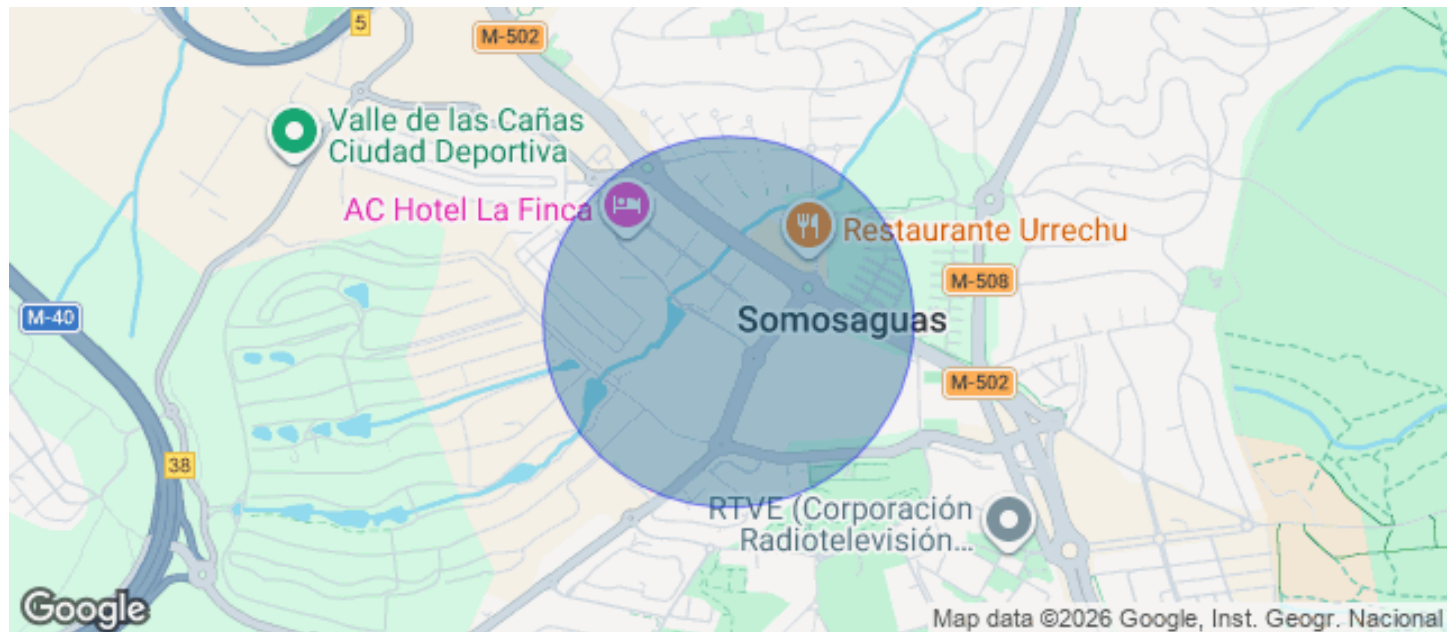 5
M-502
Valle de las Cañas
Ciudad Deportiva
AC Hotel La Finca
Restaurante Urrechu
M-508
M-40
Somosaguas
M-502
38
RTVE (Corporación
Radiotelevisión...
Google
Map data ©2026 Google, Inst. Geogr. Nacional